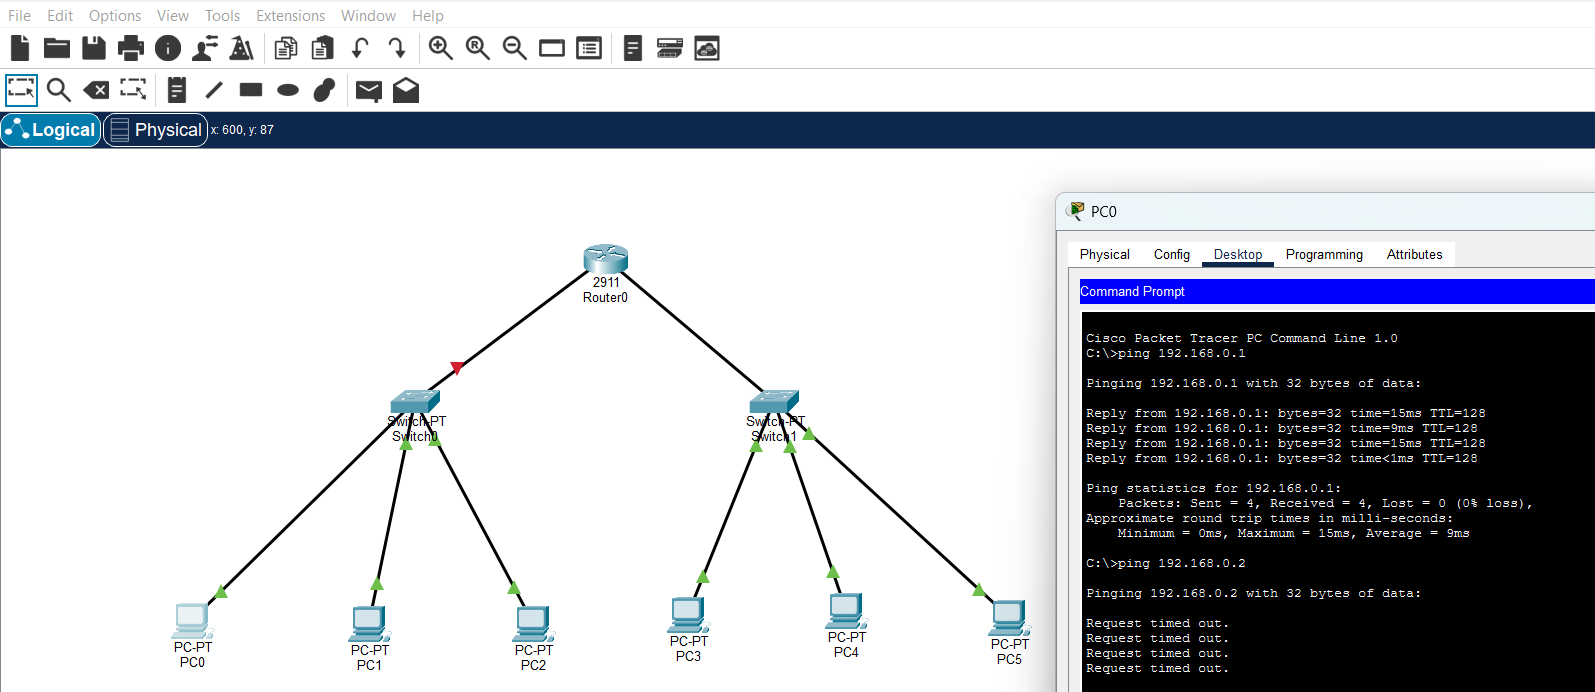 File Edit Options View Tools Extensions Window Help
Logical Physical x: 600, y: 87
2911
Router0
Switch-PT
Switch0
Switch-PT
Switch1
PC-PT
PC0
PC-PT
PC1
PC-PT
PC2
PC-PT
PC3
PC-PT
PC4
PC-PT
PC5
PC0
Physical Config Desktop Programming Attributes
Command Prompt
Cisco Packet Tracer PC Command Line 1.0
C:\>ping 192.168.0.1
Pinging 192.168.0.1 with 32 bytes of data:
Reply from 192.168.0.1: bytes=32 time=15ms TTL=128
Reply from 192.168.0.1: bytes=32 time=9ms TTL=128
Reply from 192.168.0.1: bytes=32 time=15ms TTL=128
Reply from 192.168.0.1: bytes=32 time<1ms TTL=128
Ping statistics for 192.168.0.1:
Packets: Sent = 4, Received = 4, Lost = 0 (0% loss),
Approximate round trip times in milli-seconds:
Minimum = 0ms, Maximum = 15ms, Average = 9ms
C:\>ping 192.168.0.2
Pinging 192.168.0.2 with 32 bytes of data:
Request timed out.
Request timed out.
Request timed out.
Request timed out.